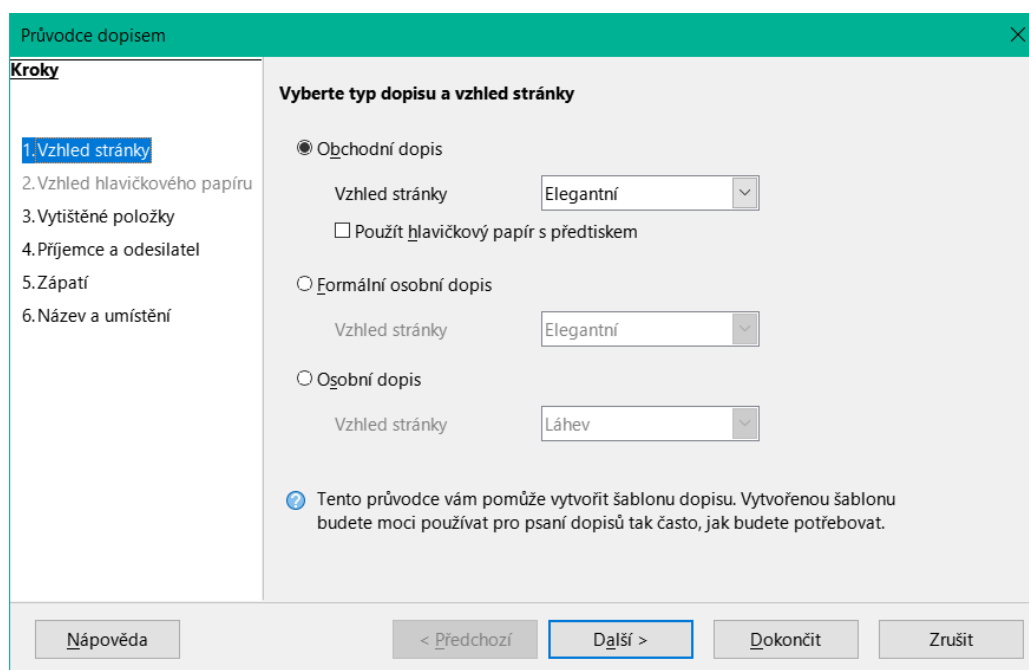 Průvodce dopisem
Kroky
1. Vzhled stránky
2. Vzhled hlavičkového papíru
3. Vytištěné položky
4. Příjemce a odesilatel
5. Zápatí
6. Název a umístění
Vyberte typ dopisu a vzhled stránky
Obchodní dopis
Vzhled stránky Elegantní
Použít hlavičkový papír s předtiskem
Formální osobní dopis
Vzhled stránky Elegantní
Osobní dopis
Vzhled stránky Láhev
Tento průvodce vám pomůže vytvořit šablonu dopisu. Vytvořenou šablonu
budete moci používat pro psaní dopisů tak často, jak budete potřebovat.
Nápověda < Předchozí Další > Dokončit Zrušit